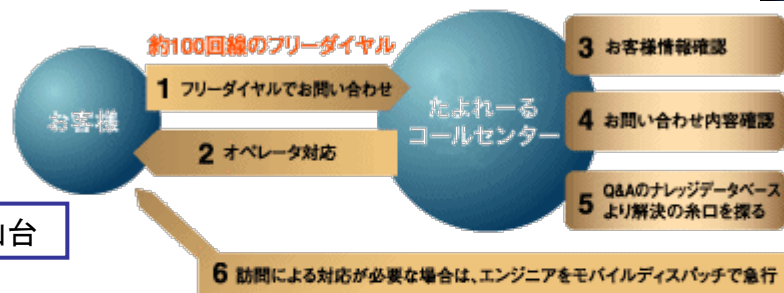 約100回線のフリーダイヤル
お客様
1 フリーダイヤルでお問い合わせ
2 オペレータ対応
たよれーる
コールセンター
3 お客様情報確認
4 お問い合わせ内容確認
5 Q&Aのナレッジデータベース
より解決の糸口を探る
台
6 訪問による対応が必要な場合は、エンジニアをモバイルディスパッチで急行